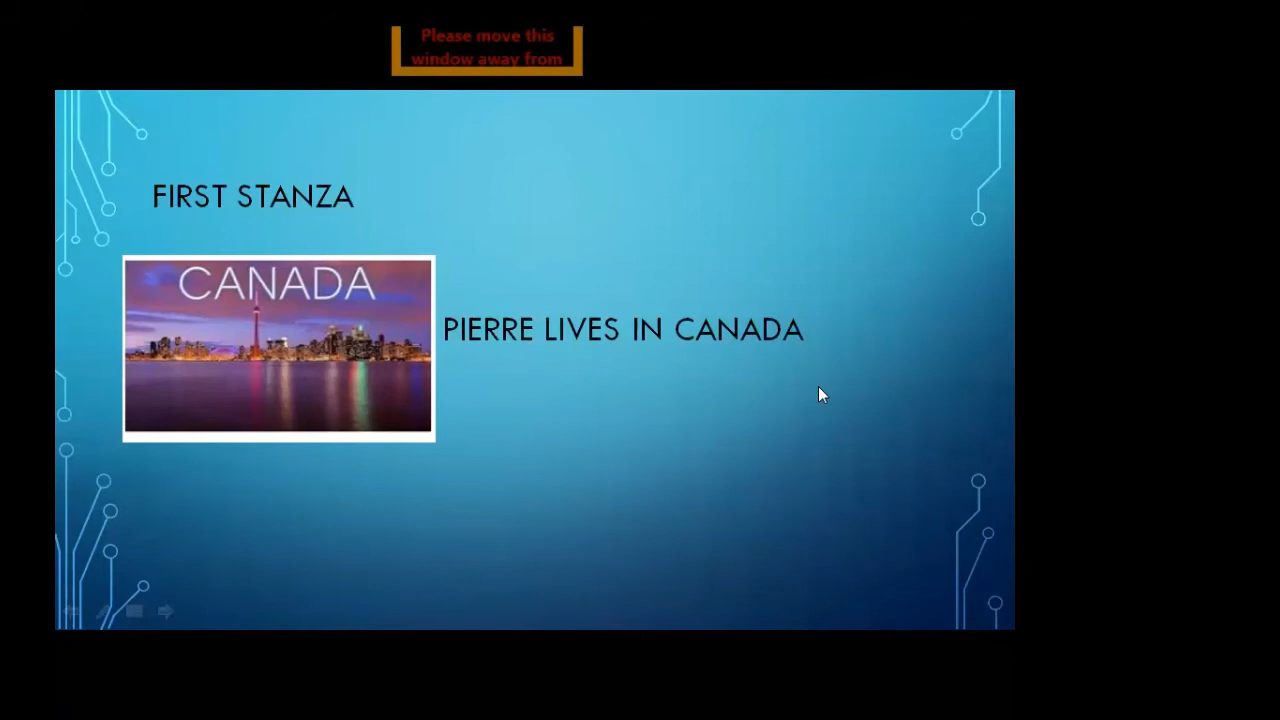 Please move this
window away from
FIRST STANZA
CANADA
PIERRE LIVES IN CANADA